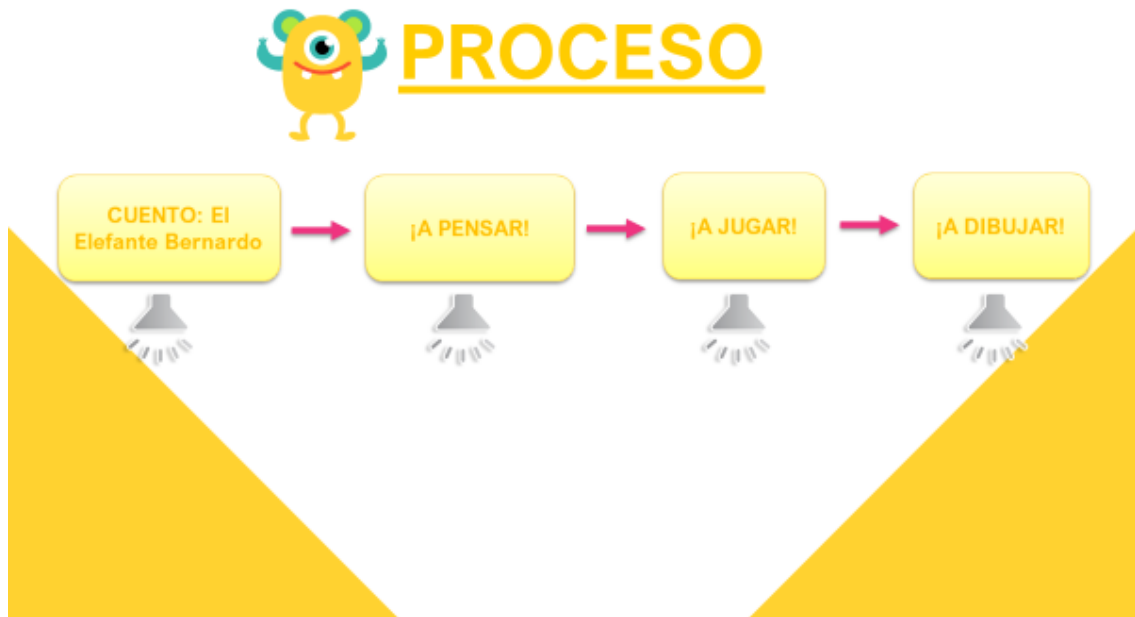 PROCESO
CUENTO: El
Elefante Bernardo
¡A PENSAR!
¡A JUGAR!
¡A DIBUJAR!